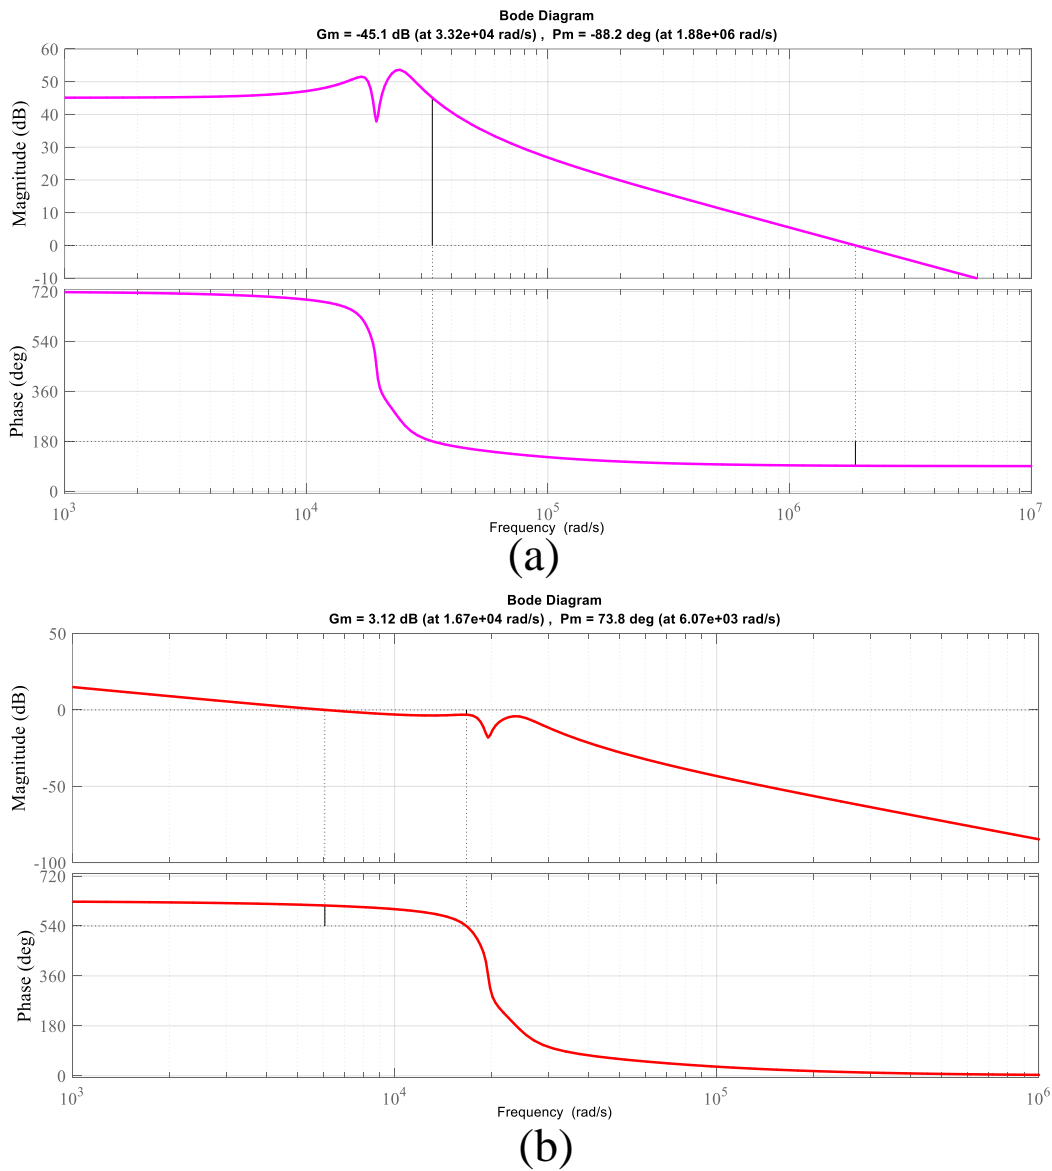 Bode Diagram
Gm = -45.1 dB (at 3.32e+04 rad/s) ,  Pm = -88.2 deg (at 1.88e+06 rad/s)
60
50
40
30
20
10
0
-10
Magnitude (dB)
720
540
360
180
0
Phase (deg)
10^3 10^4 10^5 10^6 10^7
Frequency (rad/s)
(a)
Bode Diagram
Gm = 3.12 dB (at 1.67e+04 rad/s) ,  Pm = 73.8 deg (at 6.07e+03 rad/s)
50
0
-50
-100
Magnitude (dB)
720
540
360
180
0
Phase (deg)
10^3 10^4 10^5 10^6
Frequency (rad/s)
(b)